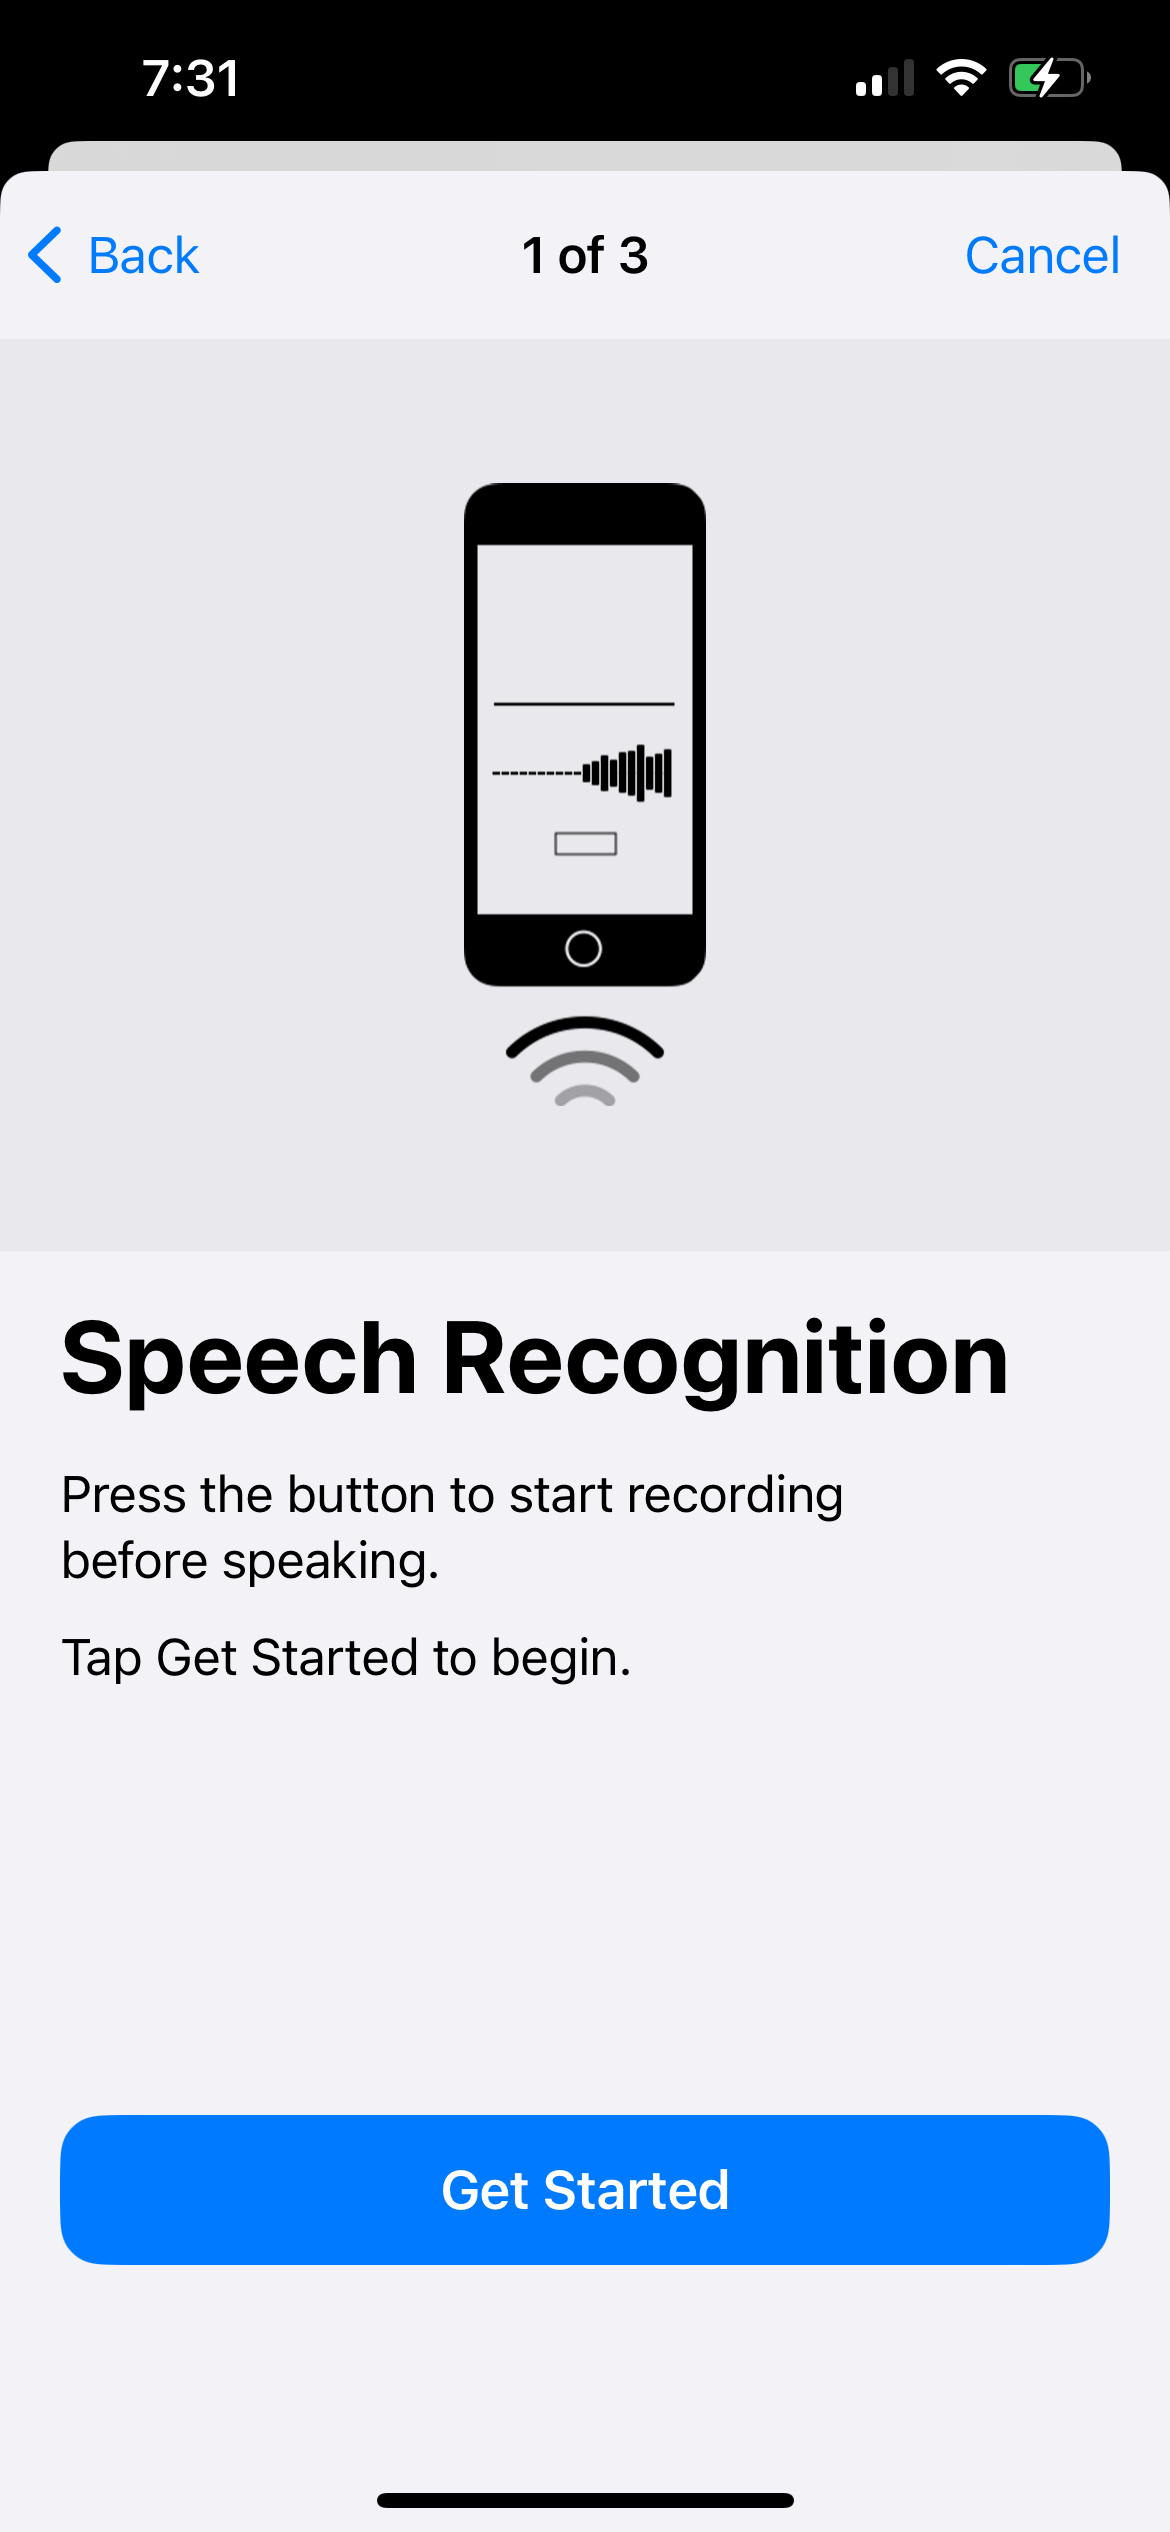 7:31
Back
1 of 3
Cancel
Speech Recognition
Press the button to start recording
before speaking.
Tap Get Started to begin.
Get Started